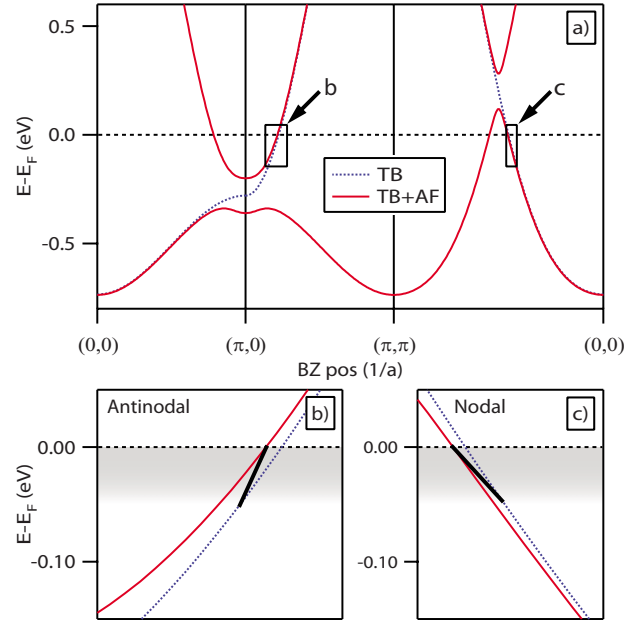 0.5
a)
b
c
0.0
E-E_F (eV)
TB
TB+AF
-0.5
(0,0)
(π,0)
(π,π)
(0,0)
BZ pos (1/a)
Antinodal
b)
Nodal
c)
0.00
0.00
E-E_F (eV)
-0.10
-0.10